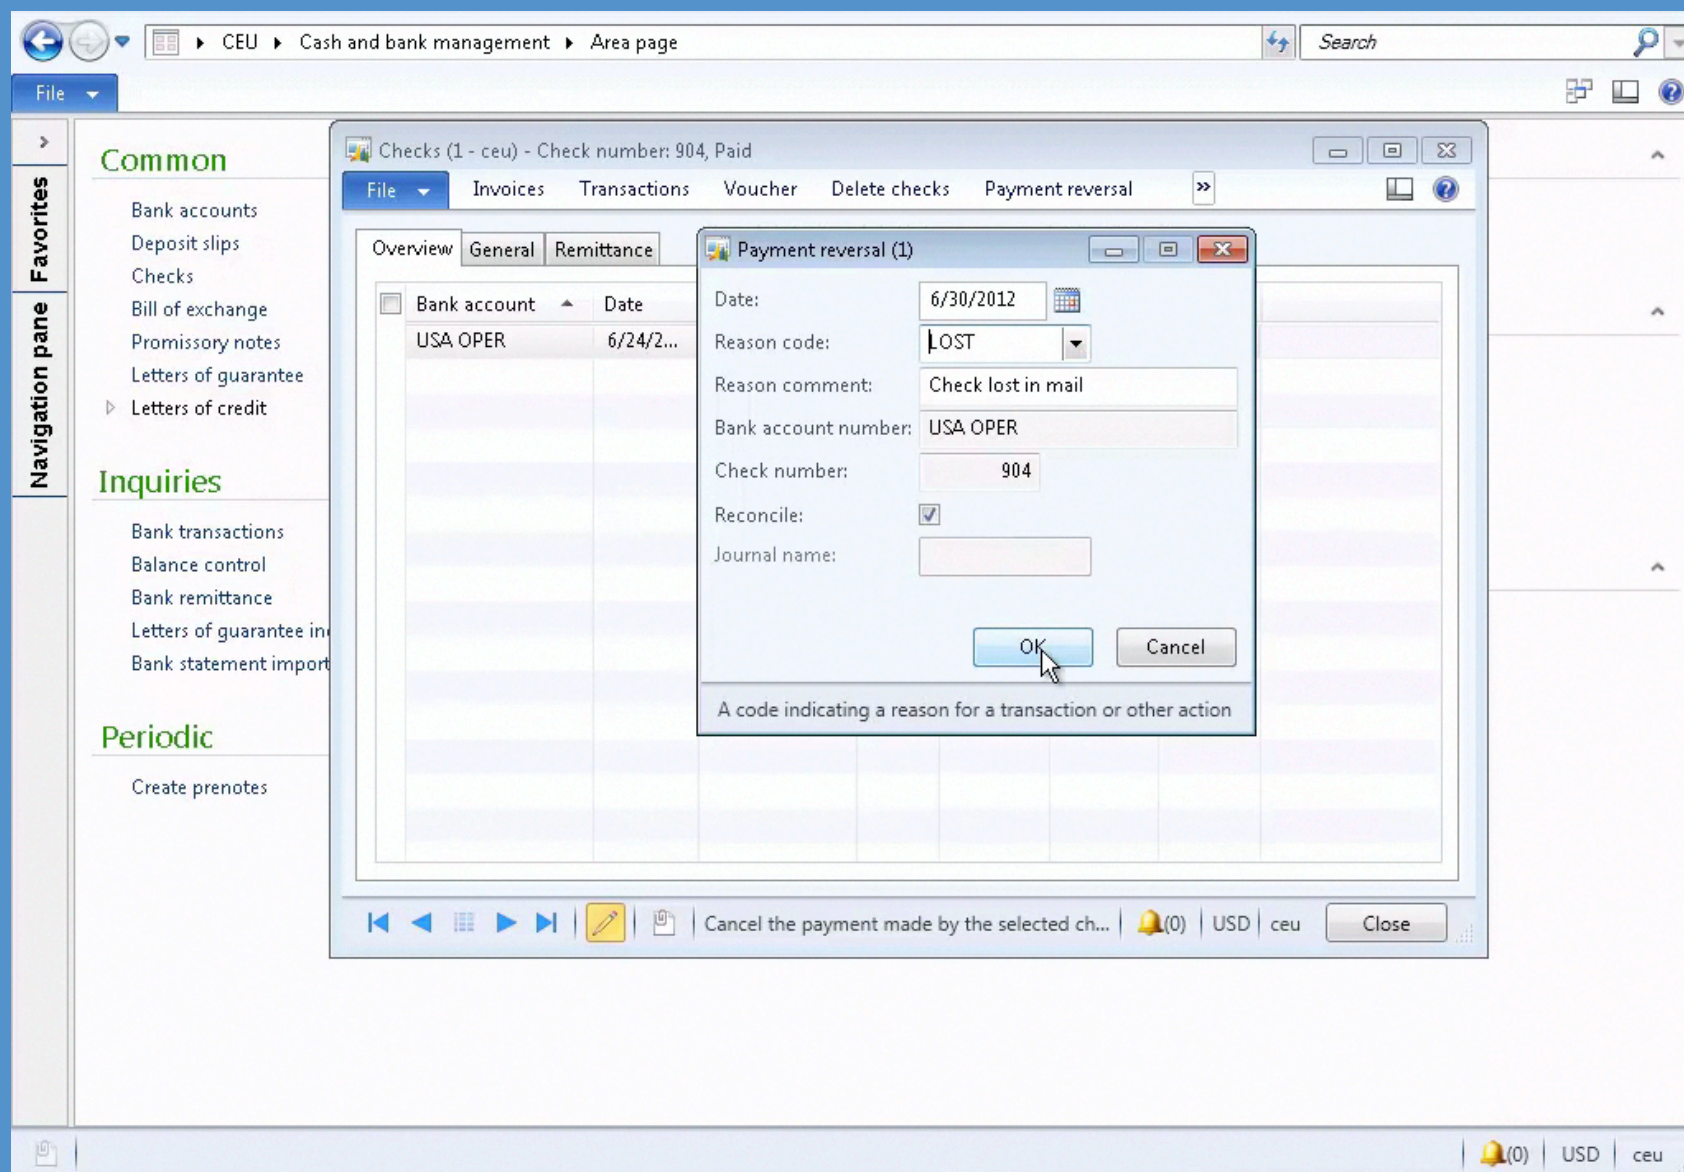 CEU
Cash and bank management
Area page
Search
File
Favorites
Navigation pane
Common
Bank accounts
Deposit slips
Checks
Bill of exchange
Promissory notes
Letters of guarantee
Letters of credit
Inquiries
Bank transactions
Balance control
Bank remittance
Letters of guarantee in
Bank statement import
Periodic
Create prenotes
Checks (1 - ceu) - Check number: 904, Paid
File
Invoices
Transactions
Voucher
Delete checks
Payment reversal
»
Overview
General
Remittance
Bank account
Date
USA OPER
6/24/2...
Payment reversal (1)
Date: 6/30/2012
Reason code: LOST
Reason comment: Check lost in mail
Bank account number: USA OPER
Check number: 904
Reconcile:
Journal name:
OK
Cancel
A code indicating a reason for a transaction or other action
Cancel the payment made by the selected ch...
(0)
USD
ceu
Close
(0)
USD
ceu